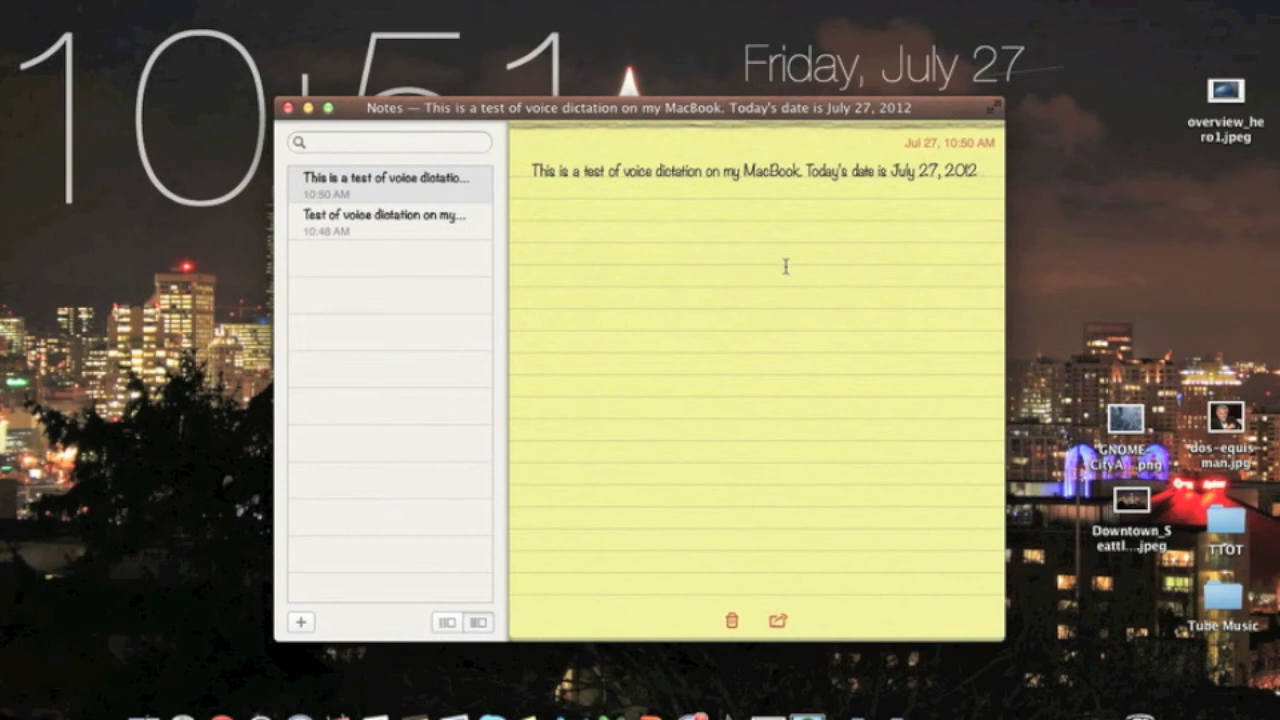 10:51
Friday, July 27
Notes — This is a test of voice dictation on my MacBook. Today's date is July 27, 2012
Jul 27, 10:50 AM
This is a test of voice dictation on my MacBook. Today's date is July 27, 2012
This is a test of voice dictatio...
10:50 AM
Test of voice dictation on my...
10:48 AM
overview_he
ro1.jpeg
GNOME-
CityA....png
dos-equis-
man.jpg
Downtown_S
eattl...jpeg
TTOT
Tube Music